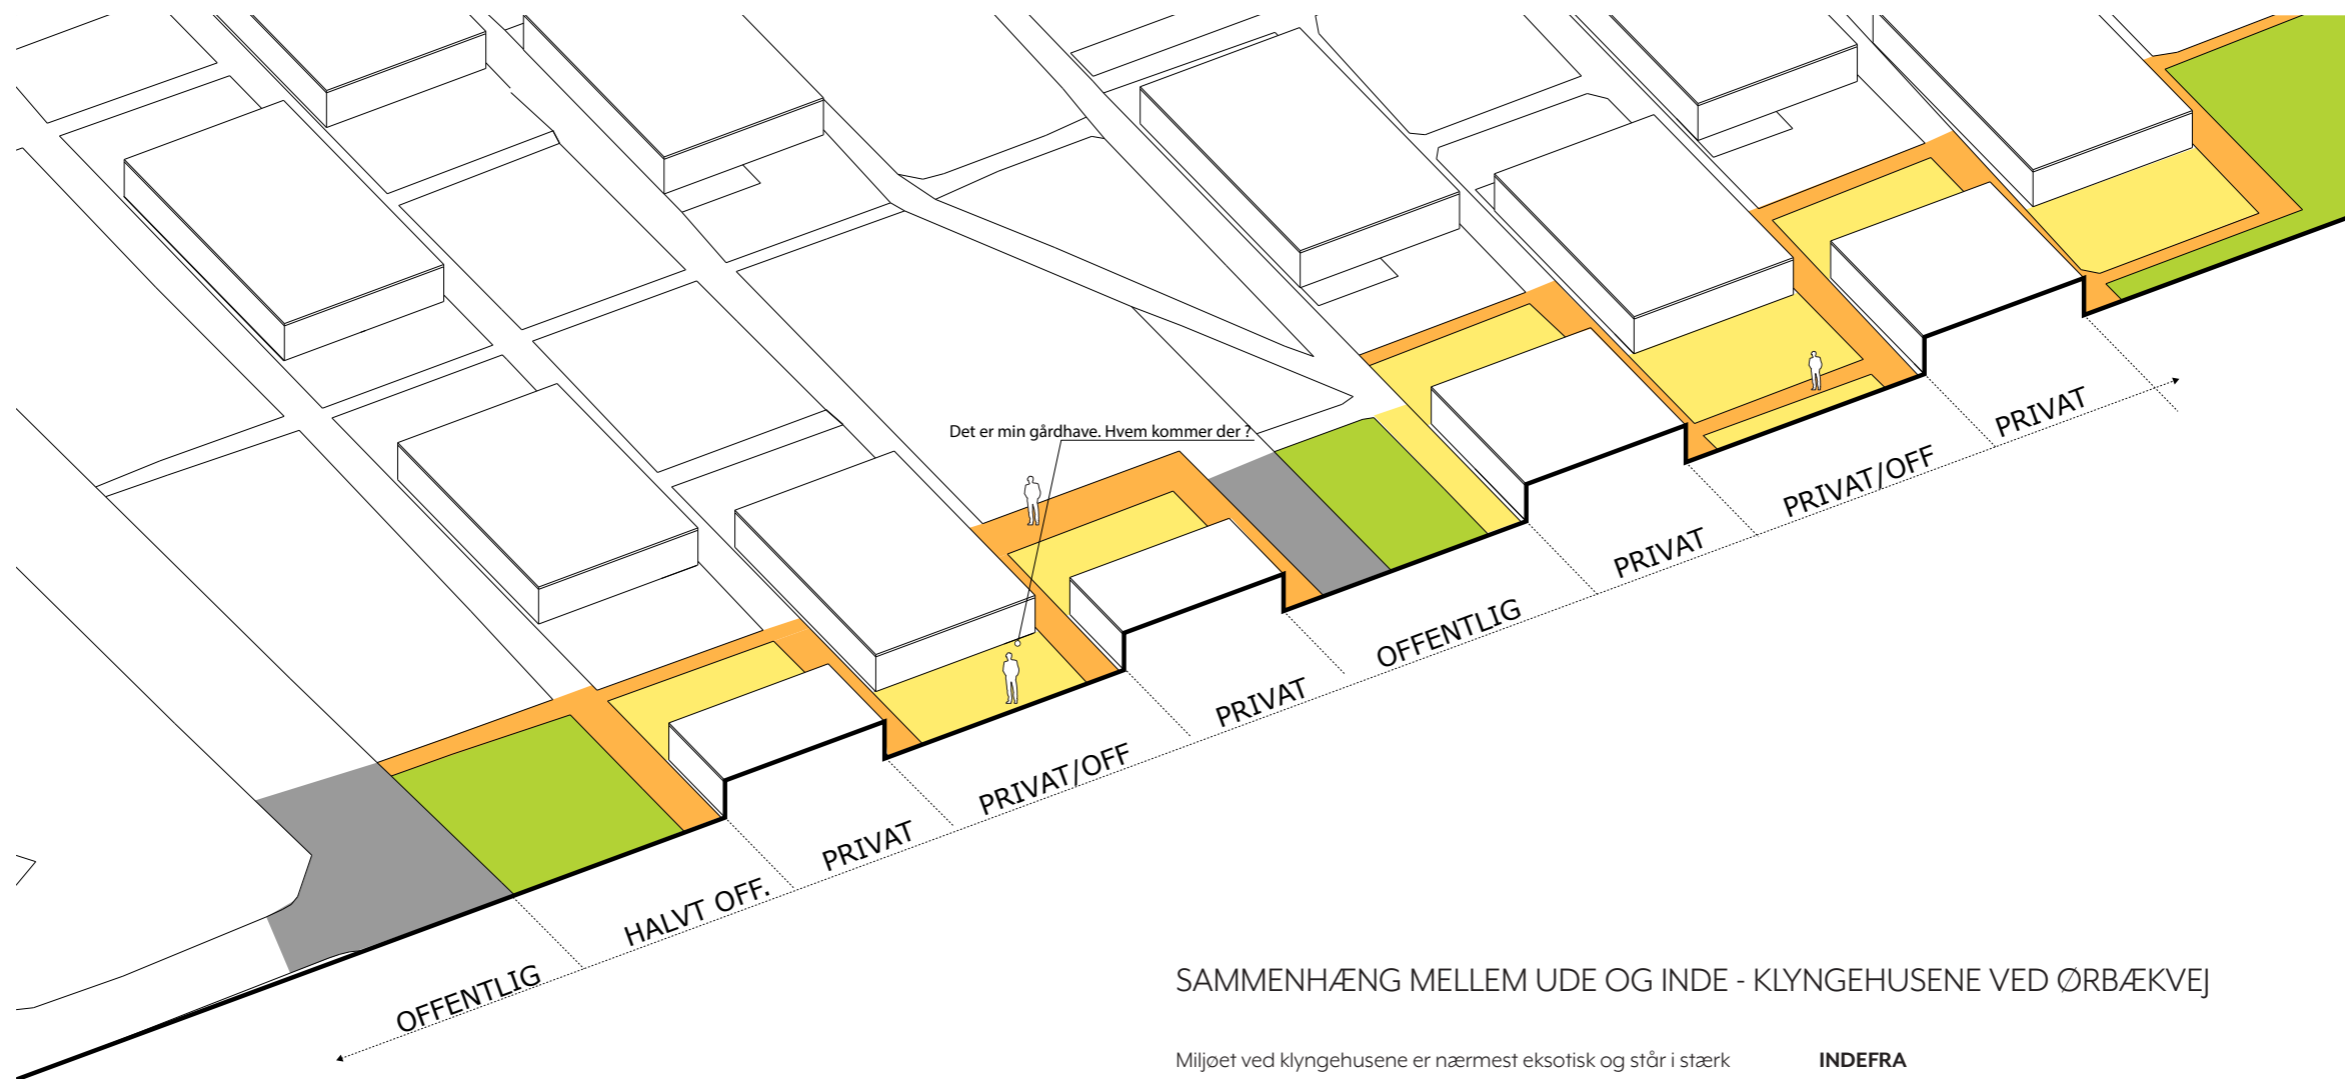 Det er min gårdhave. Hvem kommer der ?
PRIVAT
PRIVAT/OFF
PRIVAT
OFFENTLIG
PRIVAT
PRIVAT/OFF
PRIVAT
HALVT OFF.
OFFENTLIG
SAMMENHÆNG MELLEM UDE OG INDE - KLYNGEHUSENE VED ØRBÆKVEJ
Miljøet ved klyngehusene er nærmest eksotisk og står i stærk
INDEFRA